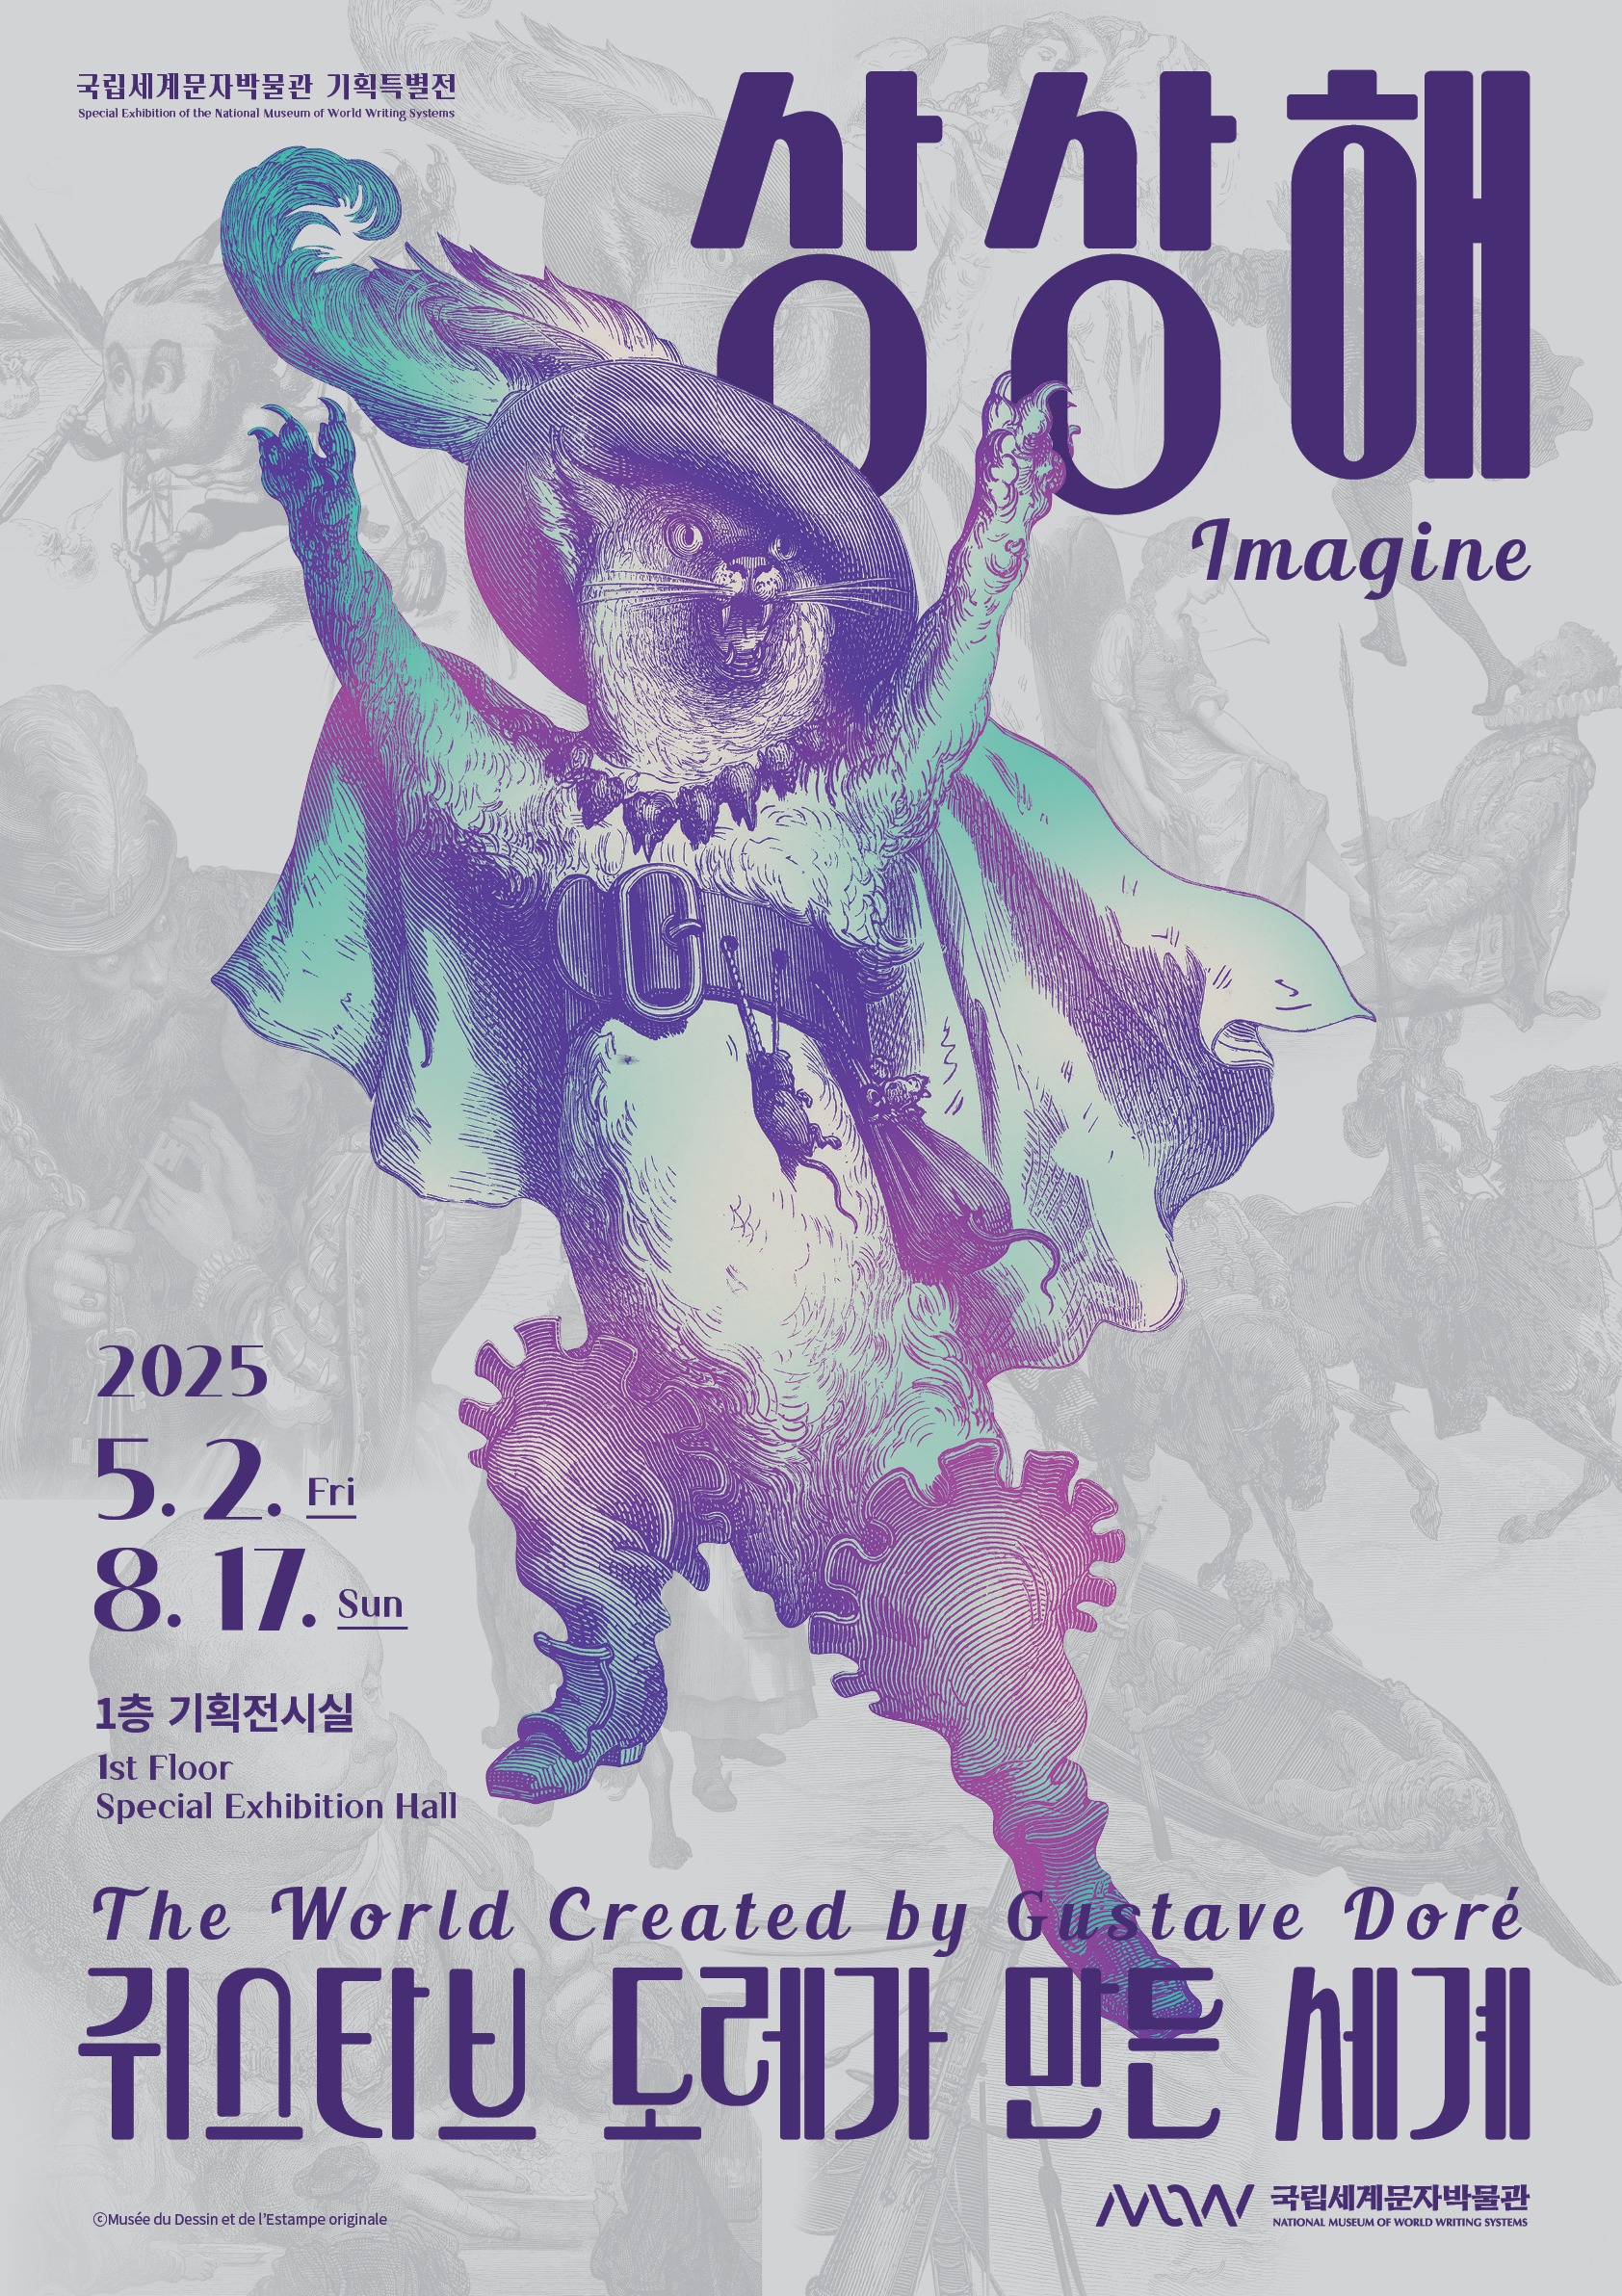 국립세계문자박물관 기획특별전
Special Exhibition of the National Museum of World Writing Systems
상상해
Imagine
2025
5. 2. Fri
8. 17. Sun
1층 기획전시실
1st Floor
Special Exhibition Hall
The World Created by Gustave Doré
귀스타브 도레가 만든 세계
ⓒMusée du Dessin et de l'Estampe originale
MOW 국립세계문자박물관
NATIONAL MUSEUM OF WORLD WRITING SYSTEMS